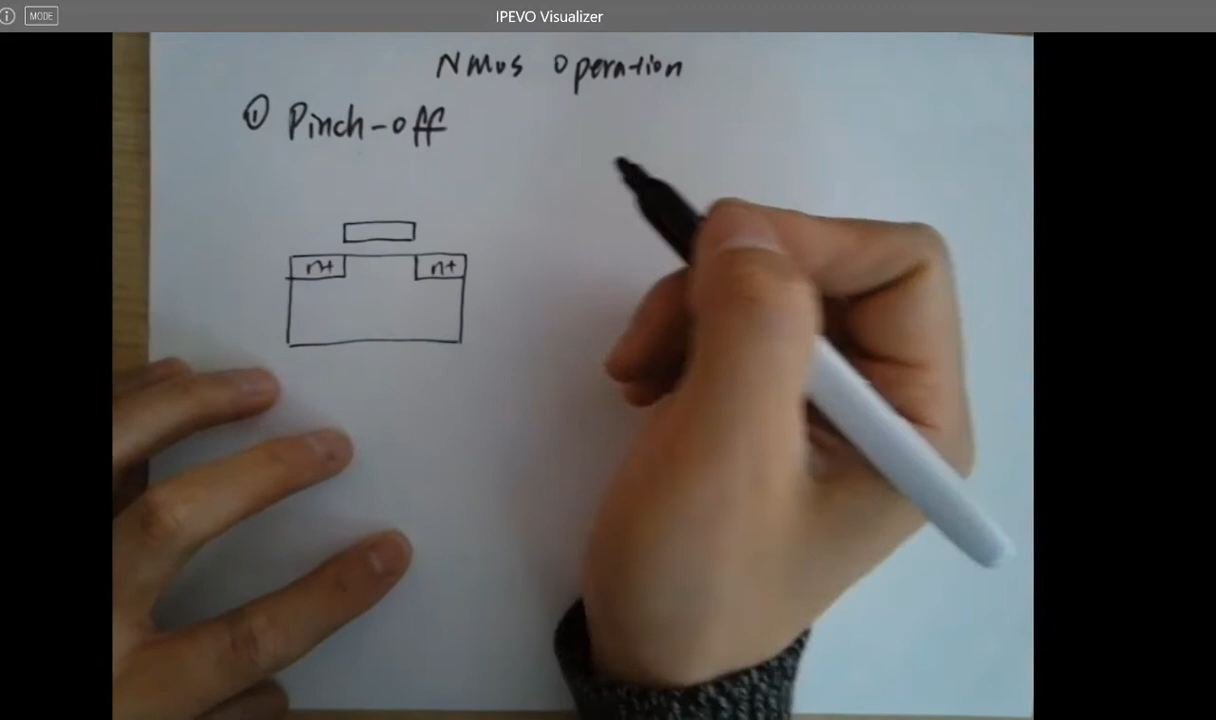 MODE
IPEVO Visualizer
NMOS Operation
① Pinch-off
n+ n+